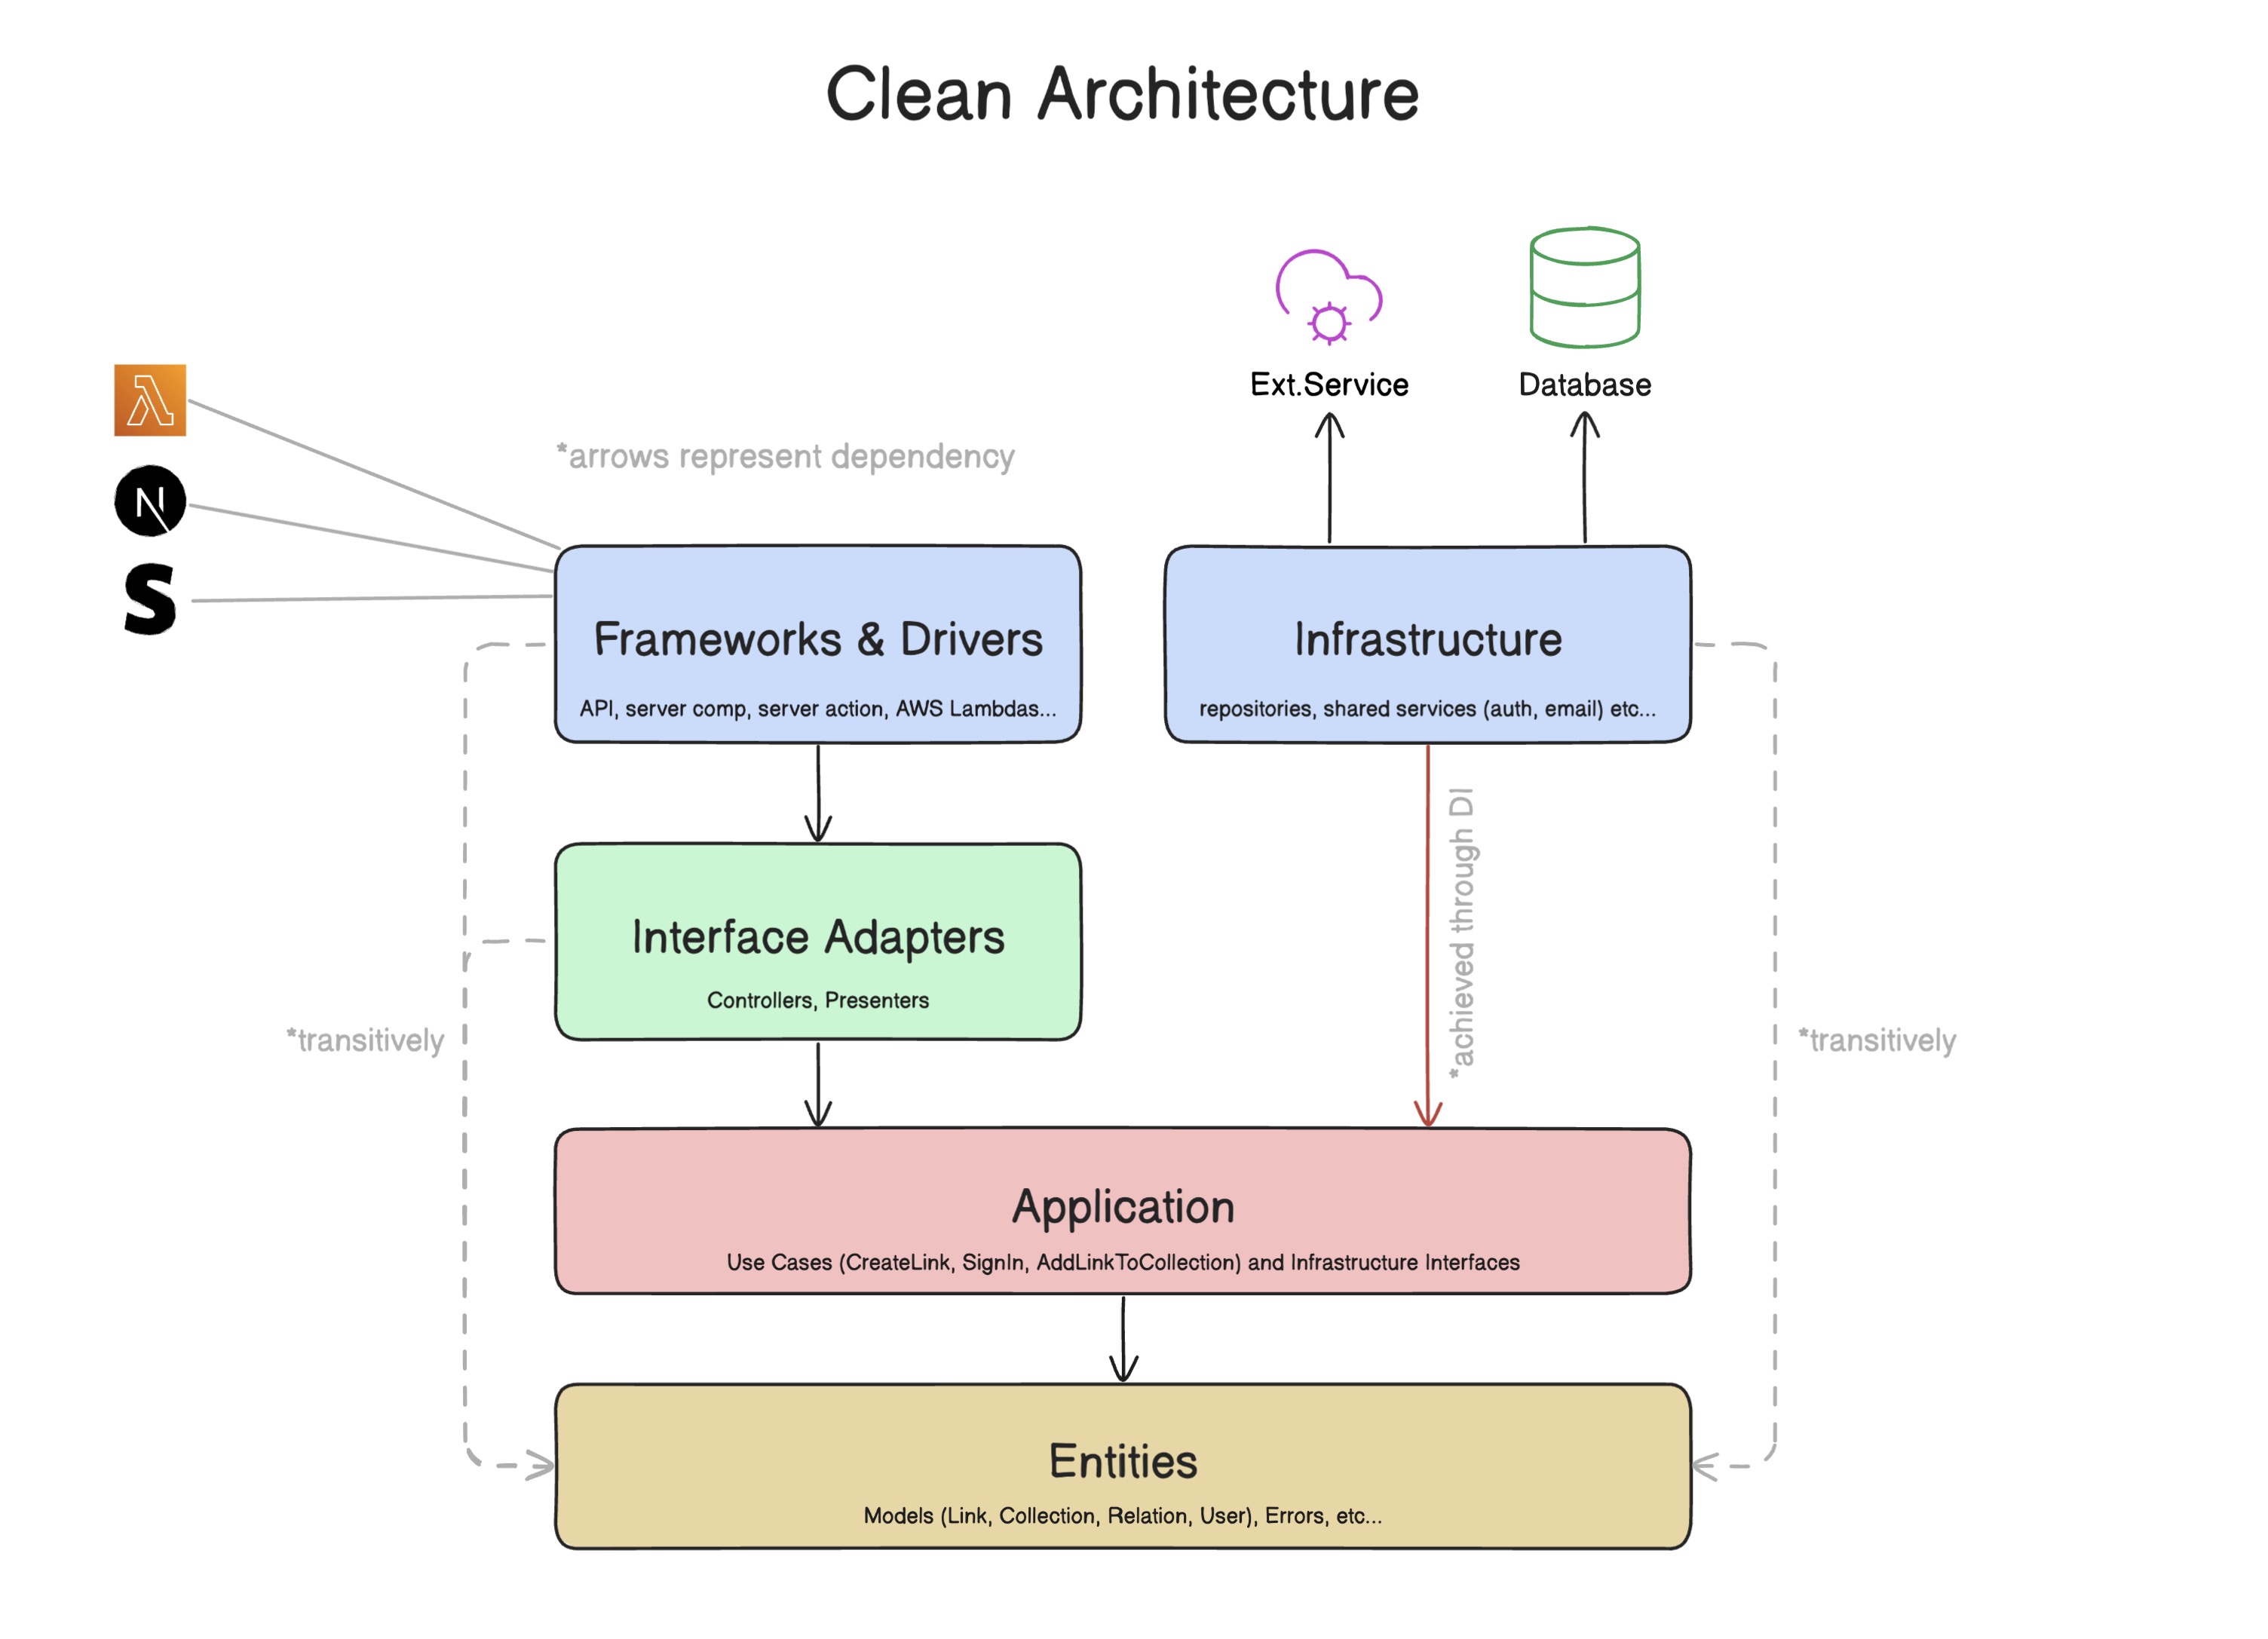 Clean Architecture
Ext.Service
Database
*arrows represent dependency
N
S
Frameworks & Drivers
API, server comp, server action, AWS Lambdas...
Infrastructure
repositories, shared services (auth, email) etc...
*achieved through DI
Interface Adapters
Controllers, Presenters
*transitively
*transitively
Application
Use Cases (CreateLink, SignIn, AddLinkToCollection) and Infrastructure Interfaces
Entities
Models (Link, Collection, Relation, User), Errors, etc...